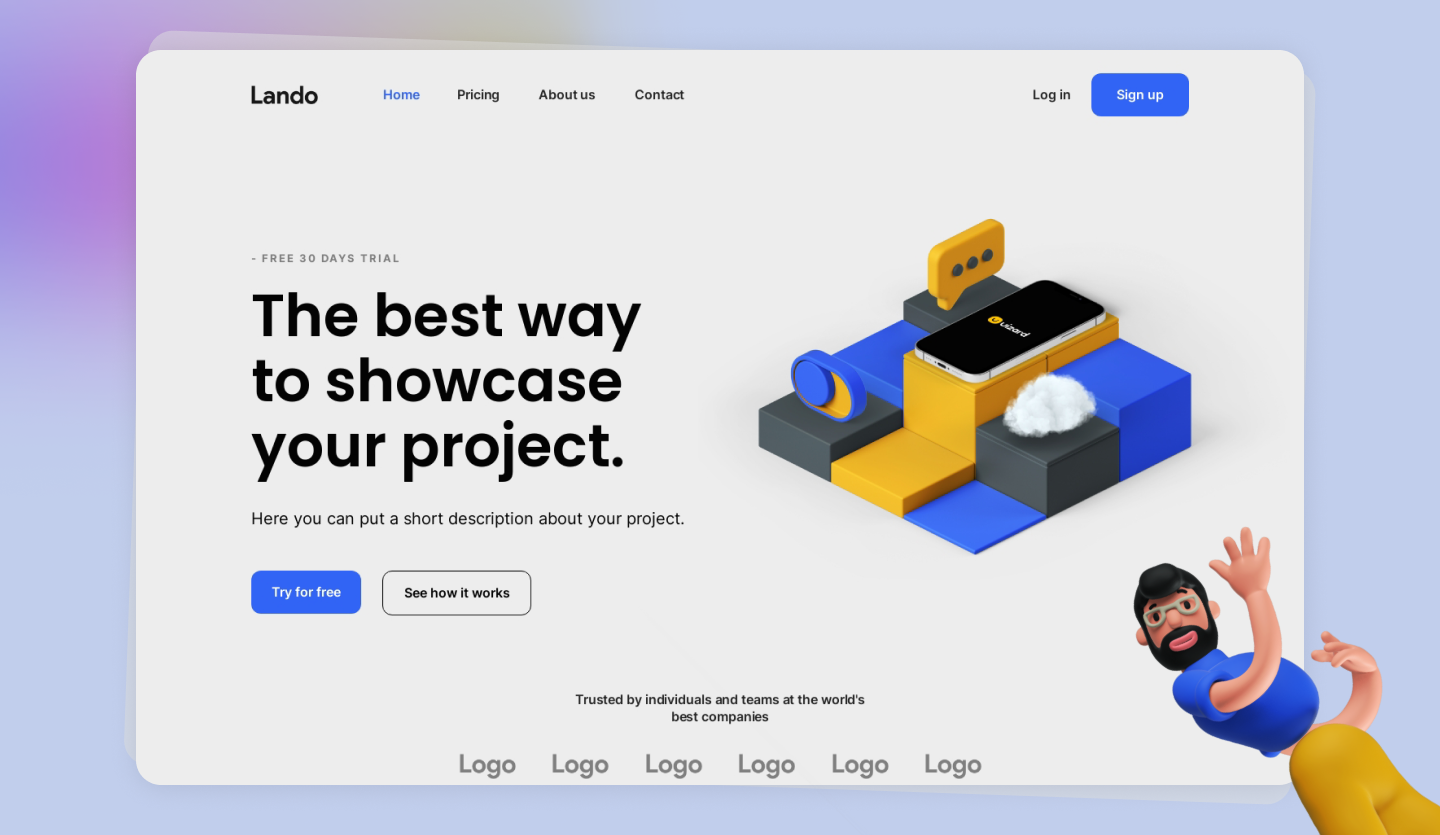 Lando
Home Pricing About us Contact
Log in Sign up
- FREE 30 DAYS TRIAL
The best way
to showcase
your project.
Here you can put a short description about your project.
Try for free See how it works
uizard
Trusted by individuals and teams at the world's
best companies
Logo Logo Logo Logo Logo Logo